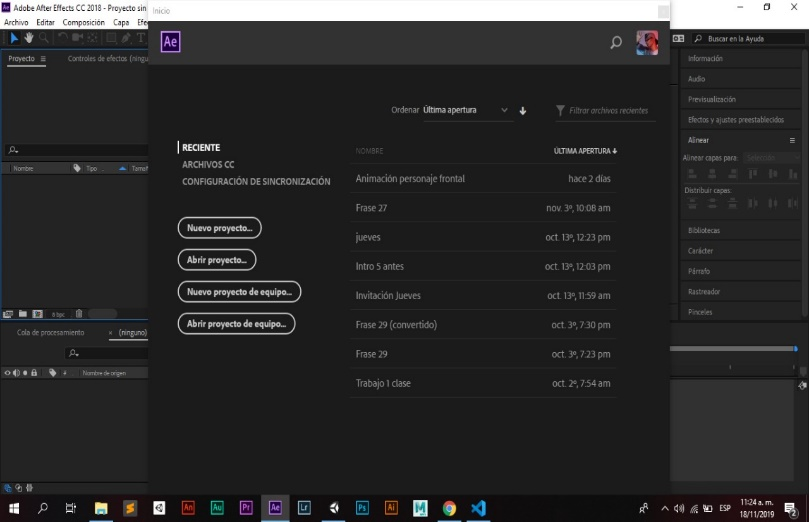 Ae Adobe After Effects CC 2018 - Proyecto sin
Archivo Editar Composición Capa Efe
Inicio
Ae
Buscar en la Ayuda
Proyecto
Controles de efectos (ningu
Nombre Tipo Tamañ
8 bpc
Cola de procesamiento
(ninguno)
# Nombre de origen
Ordenar Última apertura
Filtrar archivos recientes
RECIENTE
ARCHIVOS CC
CONFIGURACIÓN DE SINCRONIZACIÓN
Nuevo proyecto...
Abrir proyecto...
Nuevo proyecto de equipo...
Abrir proyecto de equipo...
NOMBRE ÚLTIMA APERTURA
Animación personaje frontal hace 2 días
Frase 27 nov. 3º, 10:08 am
jueves oct. 13º, 12:23 pm
Intro 5 antes oct. 13º, 12:03 pm
Invitación Jueves oct. 13º, 11:59 am
Frase 29 (convertido) oct. 3º, 7:30 pm
Frase 29 oct. 3º, 7:23 pm
Trabajo 1 clase oct. 2º, 7:54 am
Información
Audio
Previsualización
Efectos y ajustes preestablecidos
Alinear
Alinear capas para: Selección
Distribuir capas:
Bibliotecas
Carácter
Párrafo
Rastreador
Pinceles
An Au Pr Ae Lr Ps Ai M
ESP
11:24 a. m.
18/11/2019
2